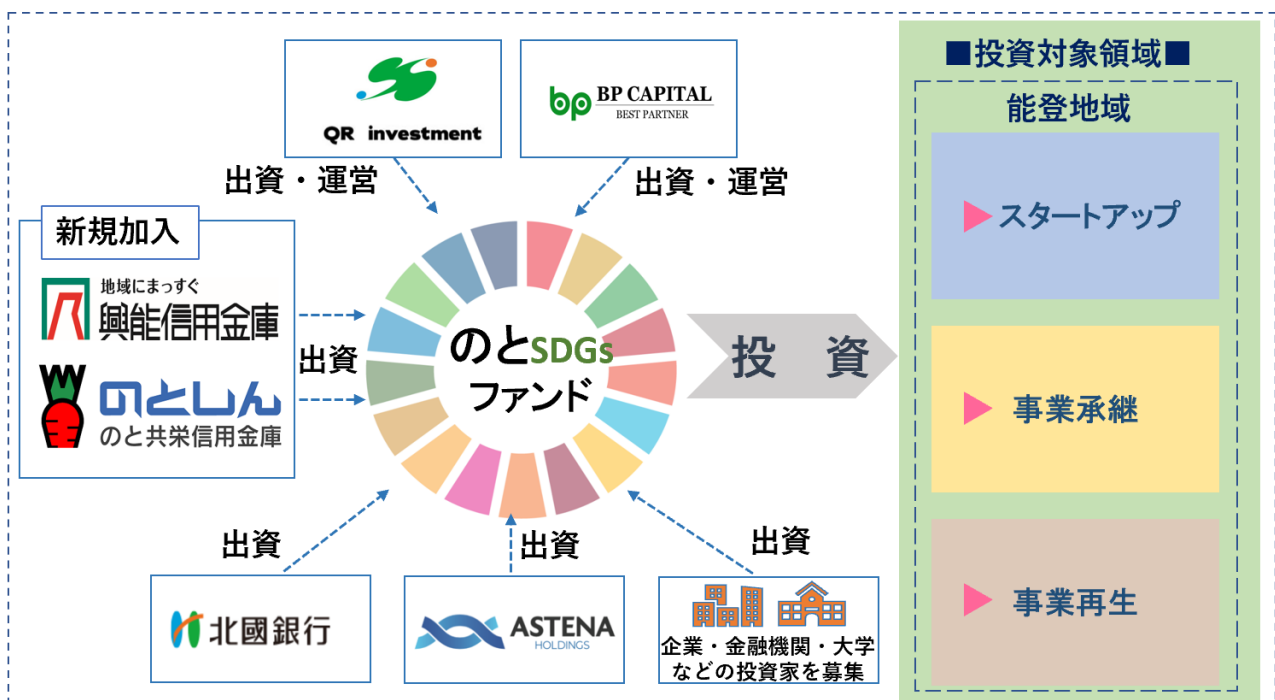 QR investment
bp BP CAPITAL
BEST PARTNER
出資・運営
出資・運営
新規加入
地域にまっすぐ
興能信用金庫
のとしん
のと共栄信用金庫
出資
のとSDGs
ファンド
投 資
出資
出資
出資
北國銀行
ASTENA
HOLDINGS
企業・金融機関・大学
などの投資家を募集
■投資対象領域■
能登地域
スタートアップ
事業承継
事業再生